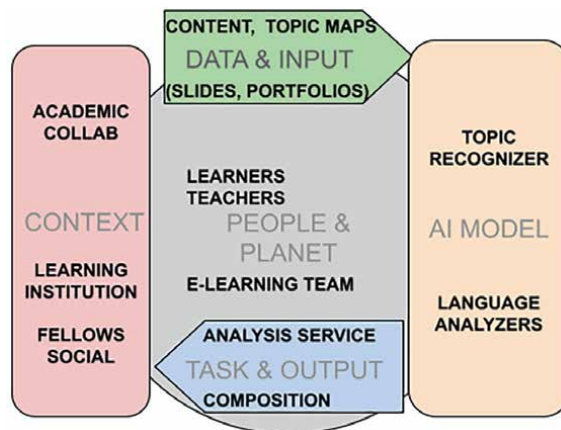 CONTENT, TOPIC MAPS
DATA & INPUT
(SLIDES, PORTFOLIOS)
ACADEMIC
COLLAB
CONTEXT
LEARNING
INSTITUTION
FELLOWS
SOCIAL
LEARNERS
TEACHERS
PEOPLE &
PLANET
E-LEARNING TEAM
TOPIC
RECOGNIZER
AI MODEL
LANGUAGE
ANALYZERS
ANALYSIS SERVICE
TASK & OUTPUT
COMPOSITION